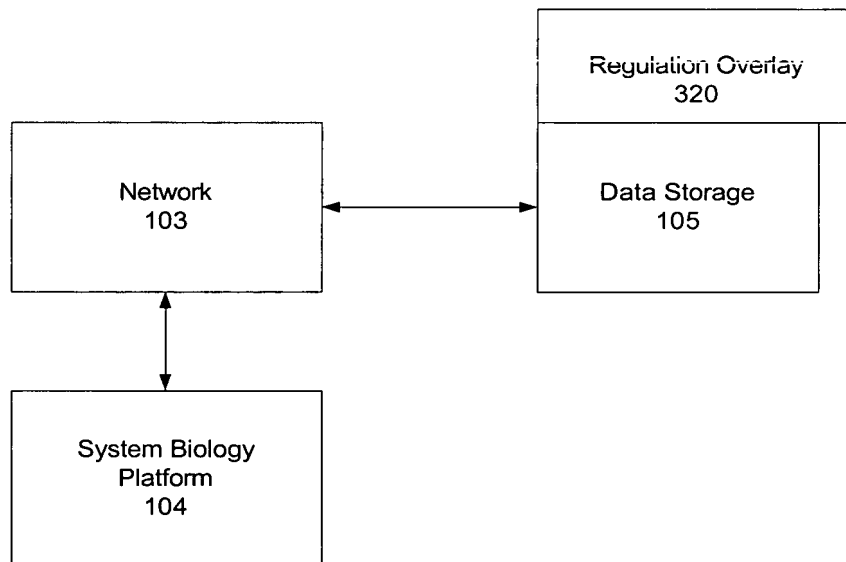 Regulation Overlay
320
Network
103
Data Storage
105
System Biology
Platform
104